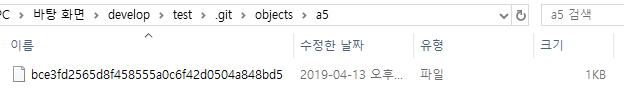 PC > 바탕 화면 > develop > test > .git > objects > a5
a5 검색
이름 수정한 날짜 유형 크기
bce3fd2565d8f458555a0c6f42d0504a848bd5 2019-04-13 오후... 파일 1KB